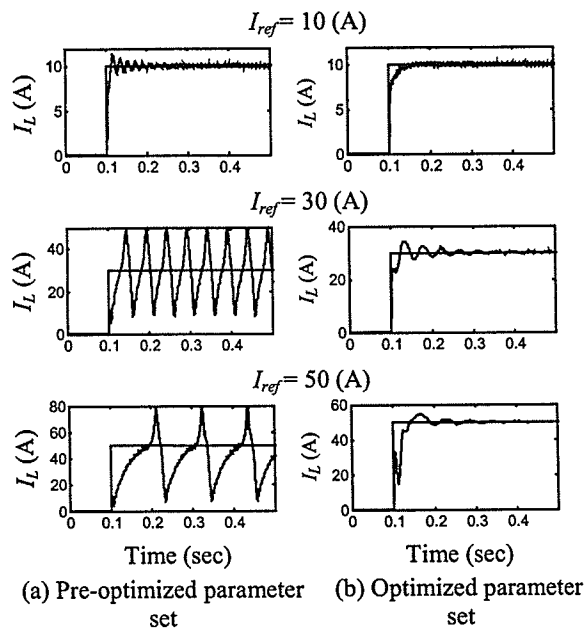 I_ref = 10 (A)
I_L (A)
10
5
0
0 0.1 0.2 0.3 0.4
I_L (A)
10
5
0
0 0.1 0.2 0.3 0.4
I_ref = 30 (A)
I_L (A)
40
20
0
0 0.1 0.2 0.3 0.4
I_L (A)
40
20
0
0 0.1 0.2 0.3 0.4
I_ref = 50 (A)
I_L (A)
80
60
40
20
0
0 0.2 0.4
I_L (A)
60
40
20
0
0 0.1 0.2 0.3 0.4
Time (sec) Time (sec)
(a) Pre-optimized parameter set
(b) Optimized parameter set